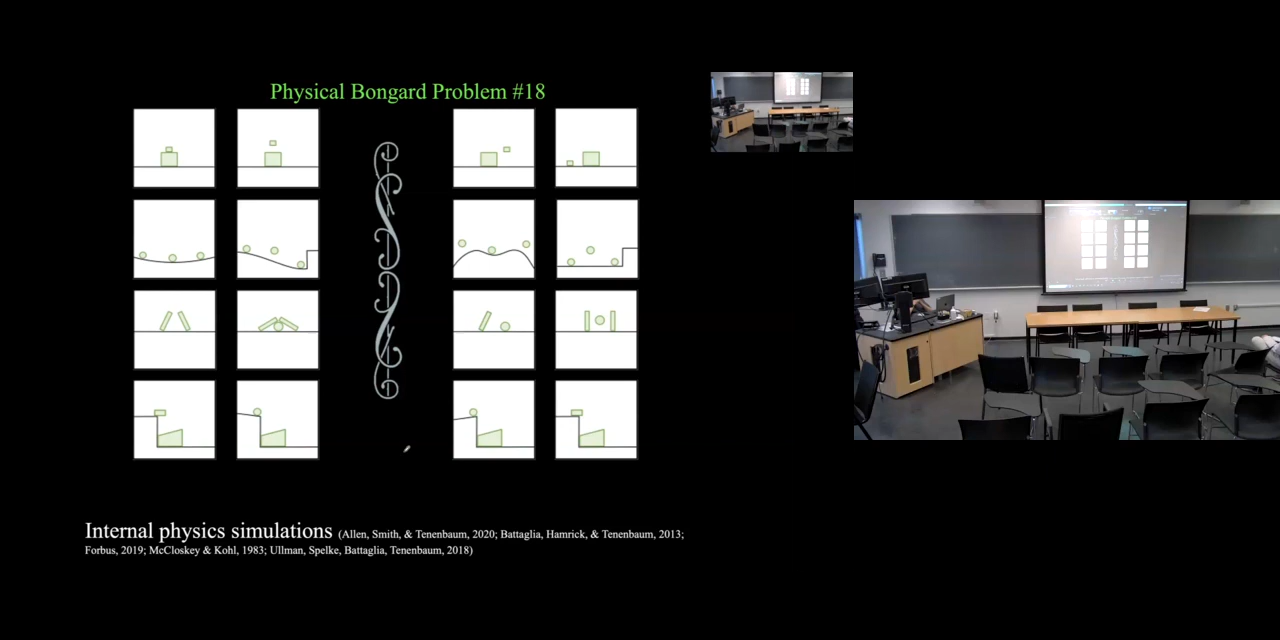 Physical Bongard Problem #18
Internal physics simulations (Allen, Smith, & Tenenbaum, 2020; Battaglia, Hamrick, & Tenenbaum, 2013;
Forbus, 2019; McCloskey & Kohl, 1983; Ullman, Spelke, Battaglia, Tenenbaum, 2018)